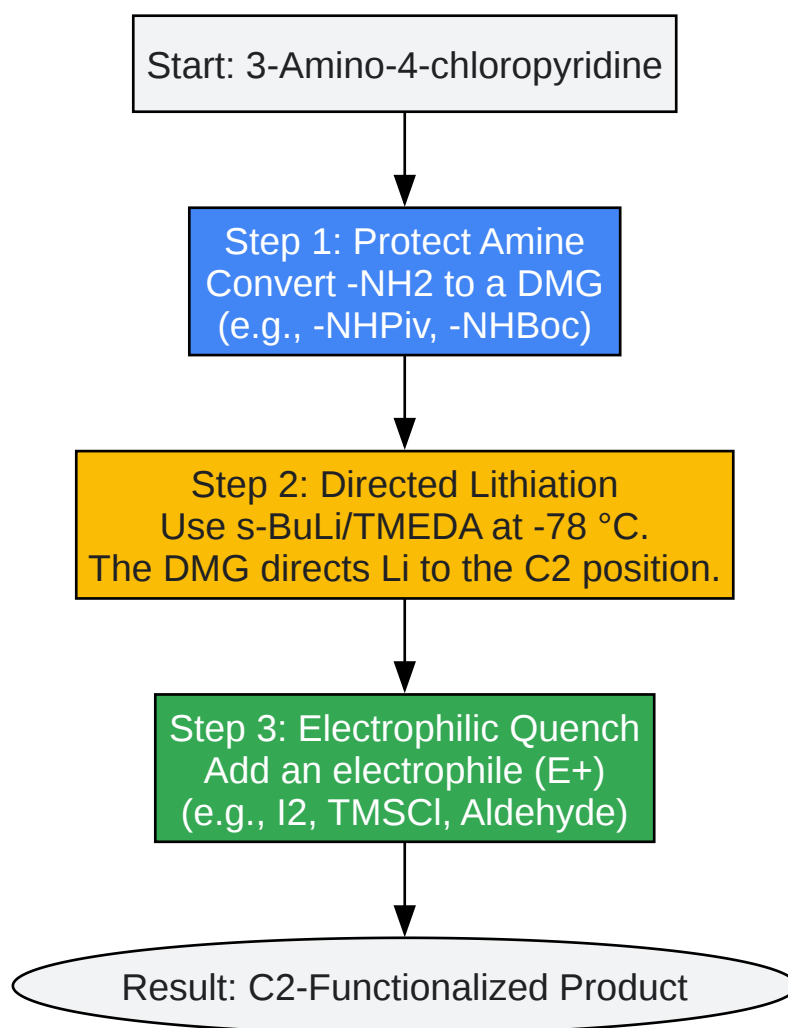 Start: 3-Amino-4-chloropyridine
Step 1: Protect Amine
Convert -NH2 to a DMG
(e.g., -NHPiv, -NHBoc)
Step 2: Directed Lithiation
Use s-BuLi/TMEDA at -78 °C.
The DMG directs Li to the C2 position.
Step 3: Electrophilic Quench
Add an electrophile (E+)
(e.g., I2, TMSCl, Aldehyde)
Result: C2-Functionalized Product